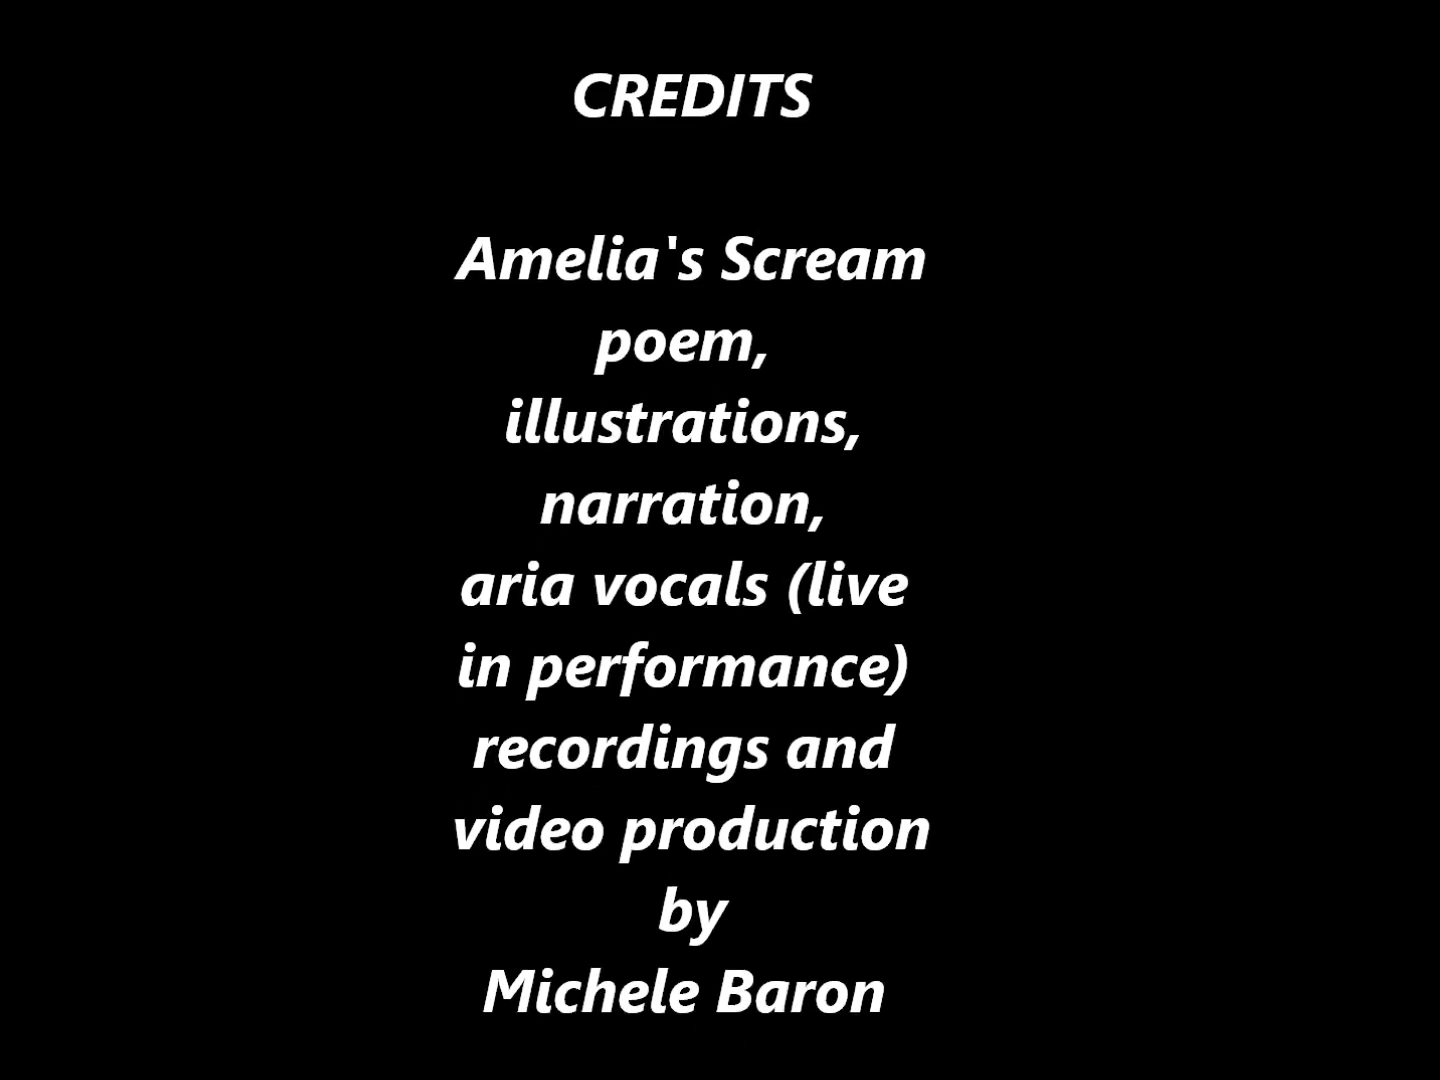 CREDITS
Amelia's Scream
poem,
illustrations,
narration,
aria vocals (live
in performance)
recordings and
video production
by
Michele Baron